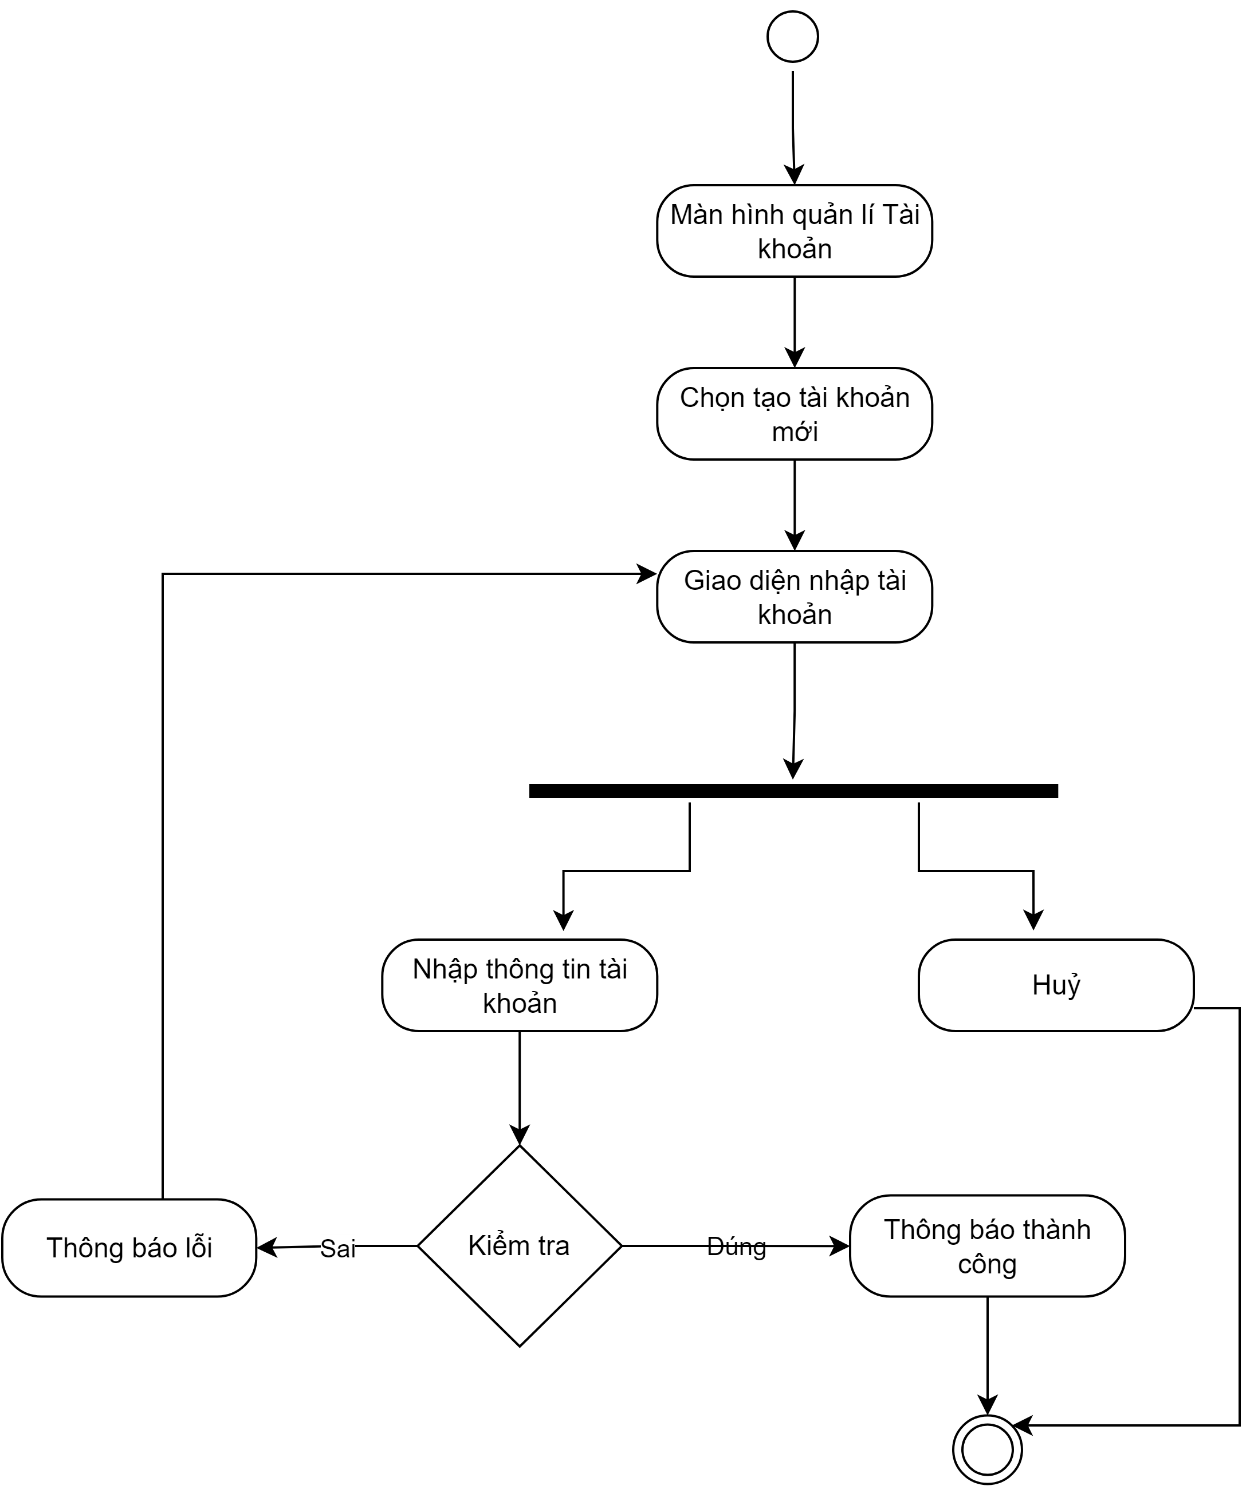 Màn hình quản lí Tài
khoản
Chọn tạo tài khoản
mới
Giao diện nhập tài
khoản
Nhập thông tin tài
khoản
Huỷ
Thông báo lỗi
Sai
Kiểm tra
Dúng
Thông báo thành
công